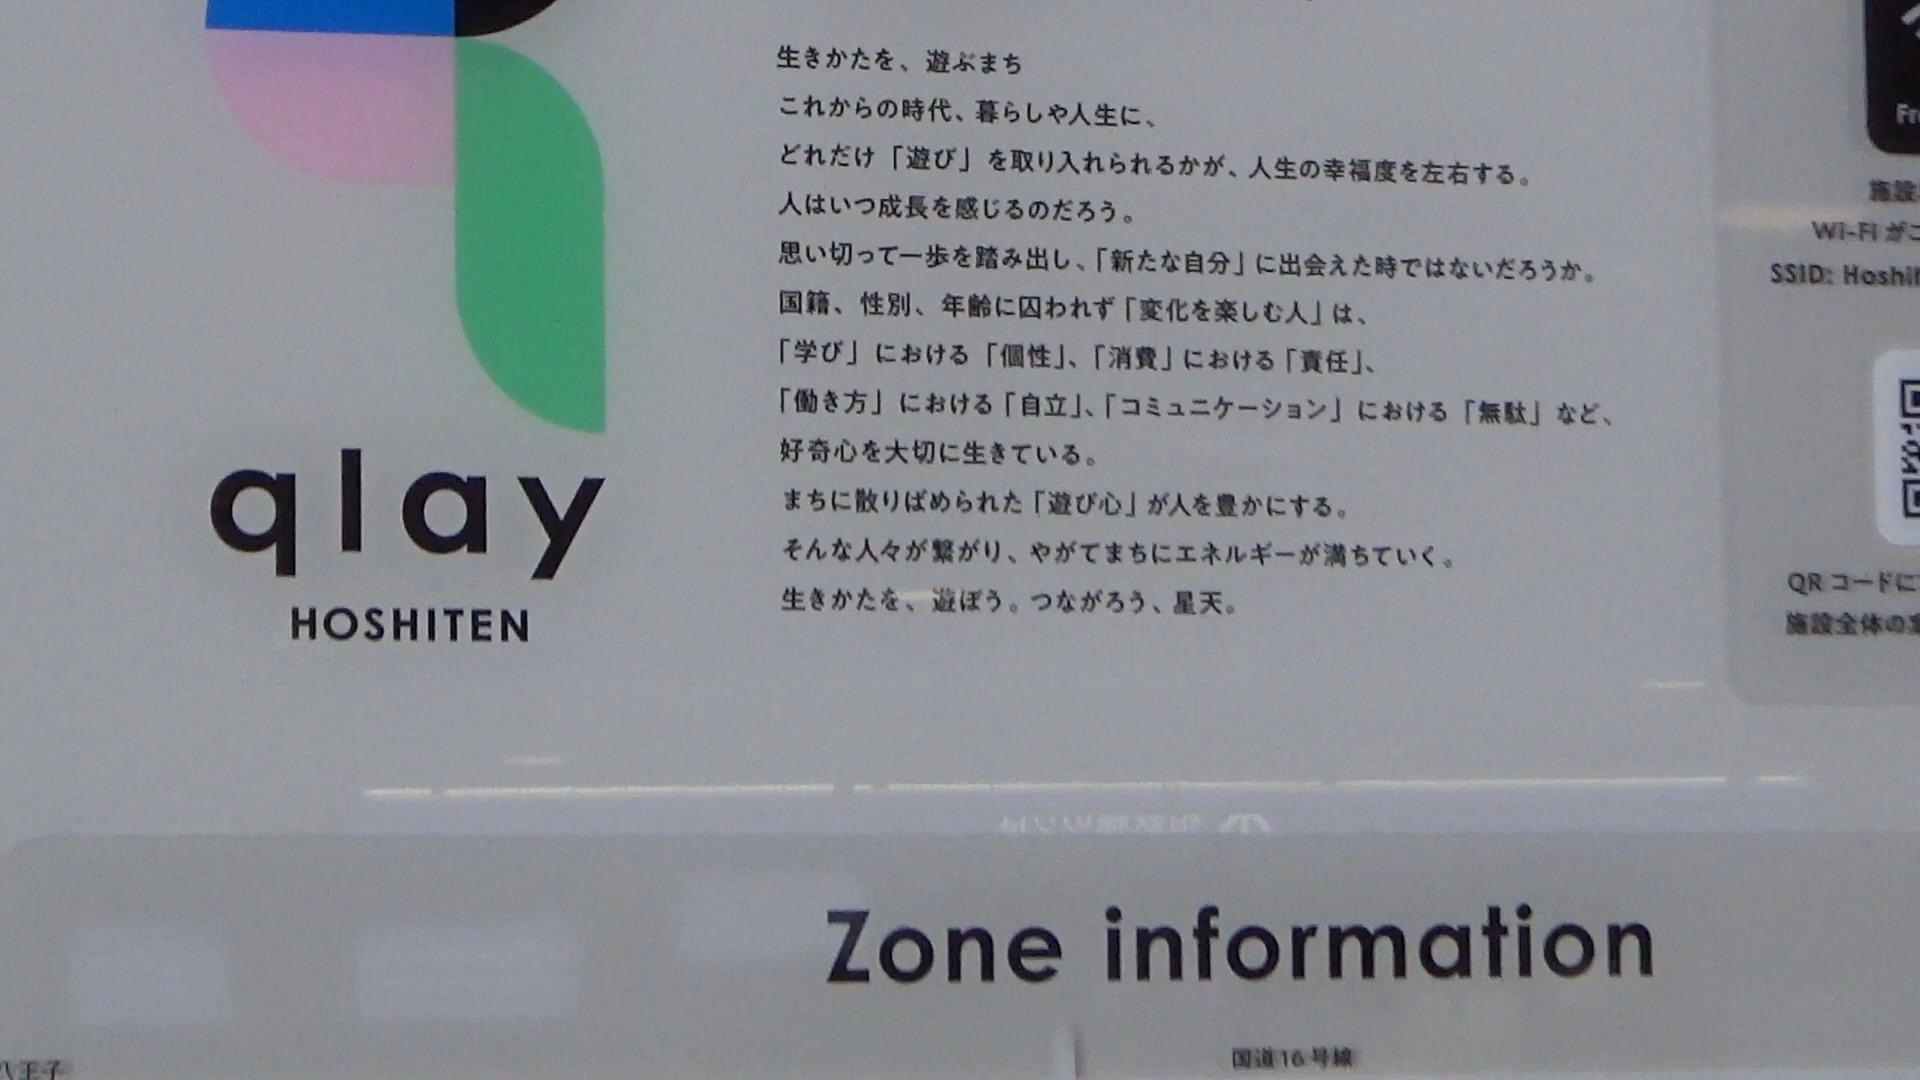 生きかたを、遊ぶまち
これからの時代、暮らしや人生に、
どれだけ「遊び」を取り入れられるかが、人生の幸福度を左右する。
人はいつ成長を感じるのだろう。
思い切って一歩を踏み出し、「新たな自分」に出会えた時ではないだろうか。
国籍、性別、年齢に囚われず「変化を楽しむ人」は、
「学び」における「個性」、「消費」における「責任」、
「働き方」における「自立」、「コミュニケーション」における「無駄」など、
好奇心を大切に生きている。
まちに散りばめられた「遊び心」が人を豊かにする。
そんな人々が繋がり、やがてまちにエネルギーが満ちていく。
生きかたを、遊ぼう。つながろう、星天。
qlay
HOSHITEN
施設
Wi-Fi が
SSID: Hoshi
QR コードに
施設全体の
Zone information
八王子
国道16号線